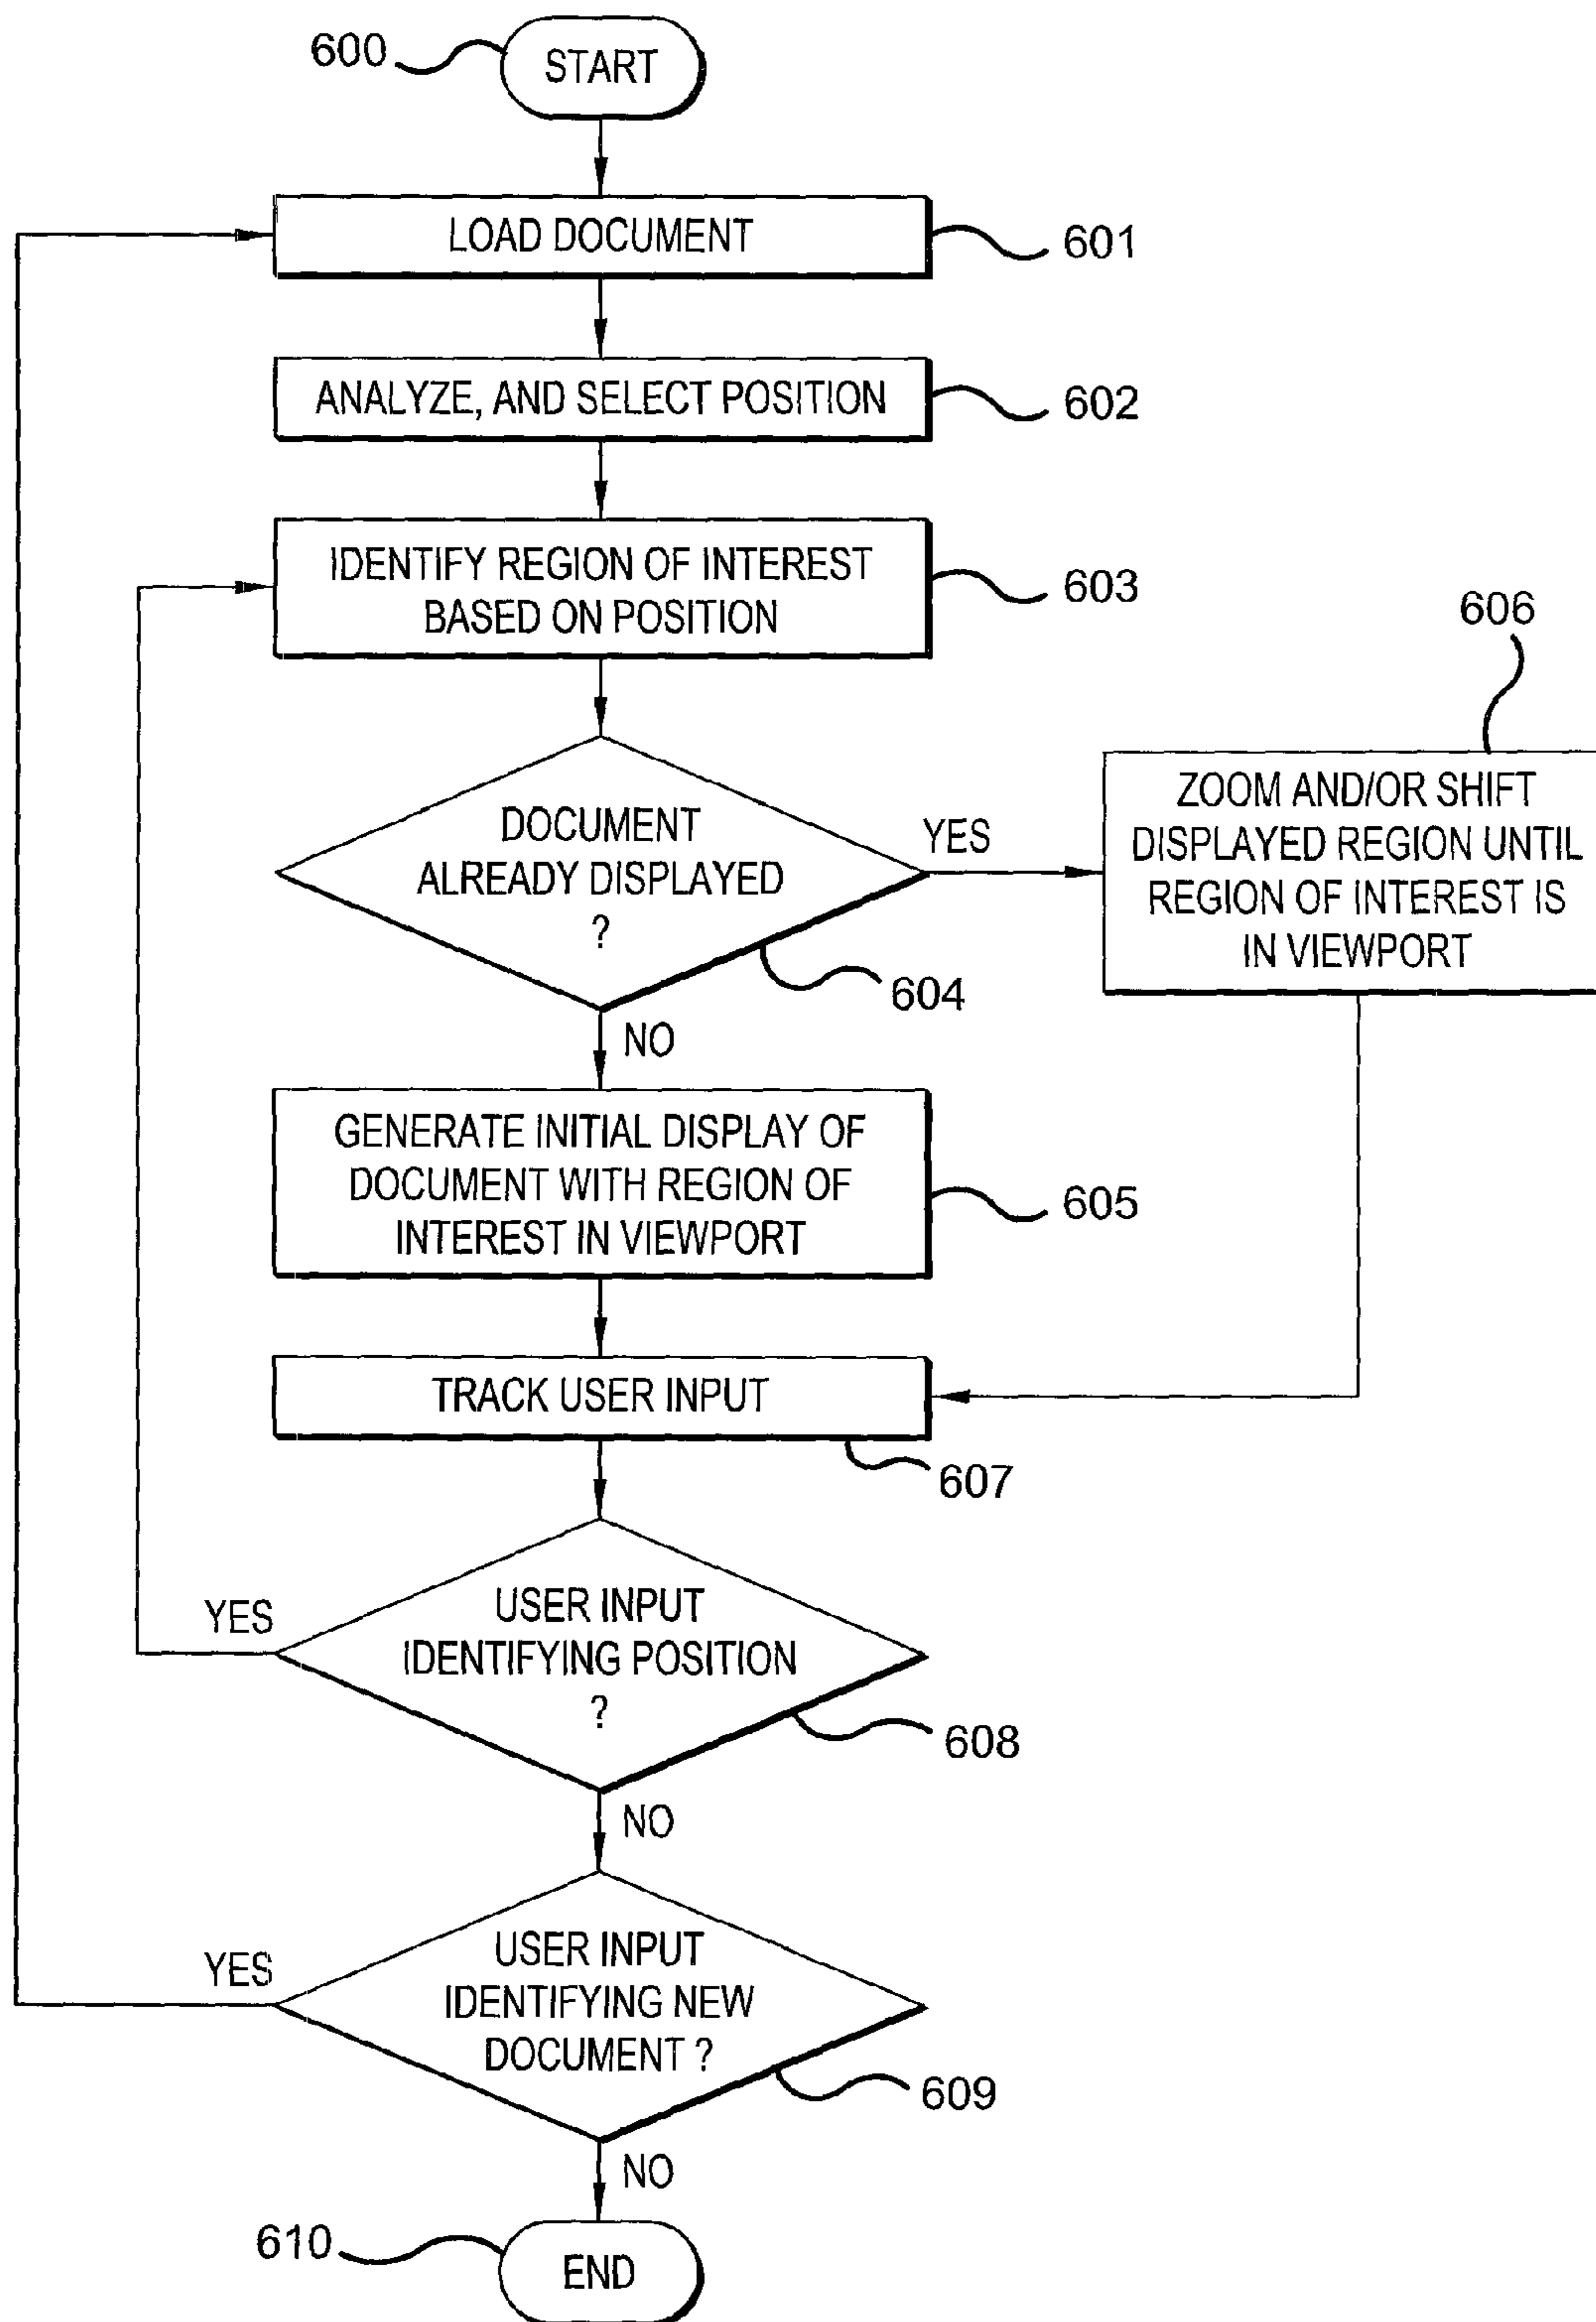 600
START
LOAD DOCUMENT
601
ANALYZE, AND SELECT POSITION
602
IDENTIFY REGION OF INTEREST
BASED ON POSITION
603
DOCUMENT
ALREADY DISPLAYED
?
604
YES
606
ZOOM AND/OR SHIFT
DISPLAYED REGION UNTIL
REGION OF INTEREST IS
IN VIEWPORT
NO
GENERATE INITIAL DISPLAY OF
DOCUMENT WITH REGION OF
INTEREST IN VIEWPORT
605
TRACK USER INPUT
607
YES
USER INPUT
IDENTIFYING POSITION
?
608
NO
YES
USER INPUT
IDENTIFYING NEW
DOCUMENT ?
609
NO
610
END